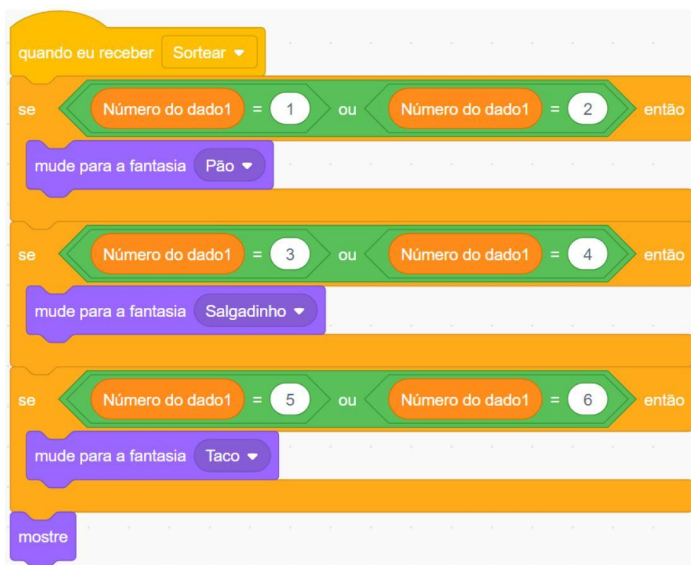 quando eu receber Sortear
se Número do dado1 = 1 ou Número do dado1 = 2 então
mude para a fantasia Pão
se Número do dado1 = 3 ou Número do dado1 = 4 então
mude para a fantasia Salgadinho
se Número do dado1 = 5 ou Número do dado1 = 6 então
mude para a fantasia Taco
mostre